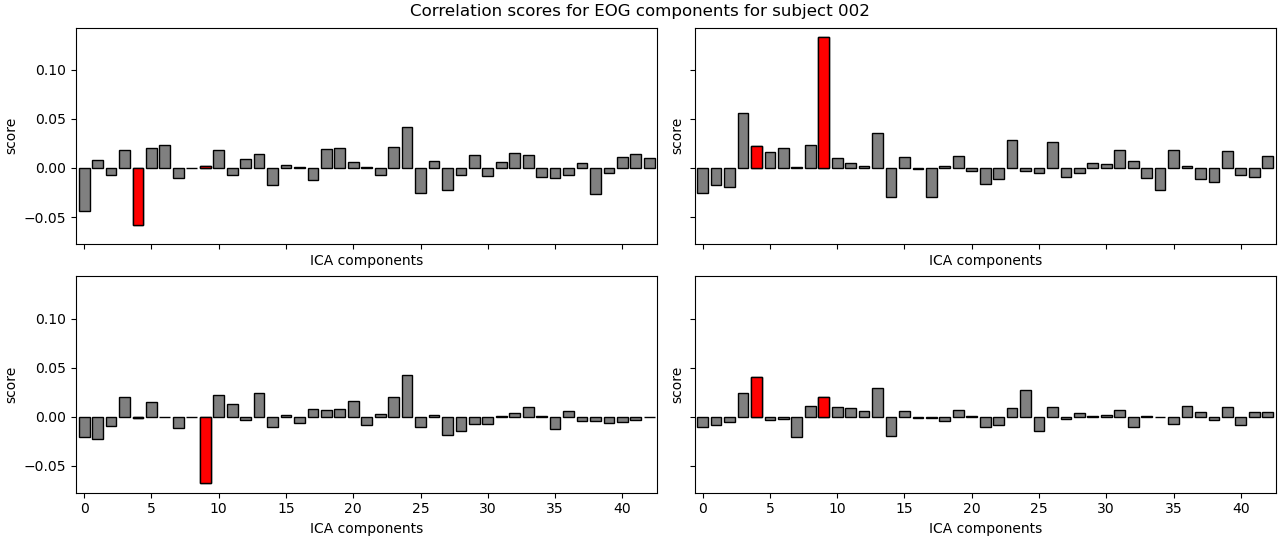 Correlation scores for EOG components for subject 002
score
0.10
0.05
0.00
−0.05
ICA components
score
ICA components
score
0.10
0.05
0.00
−0.05
0 5 10 15 20 25 30 35 40
ICA components
score
0 5 10 15 20 25 30 35 40
ICA components